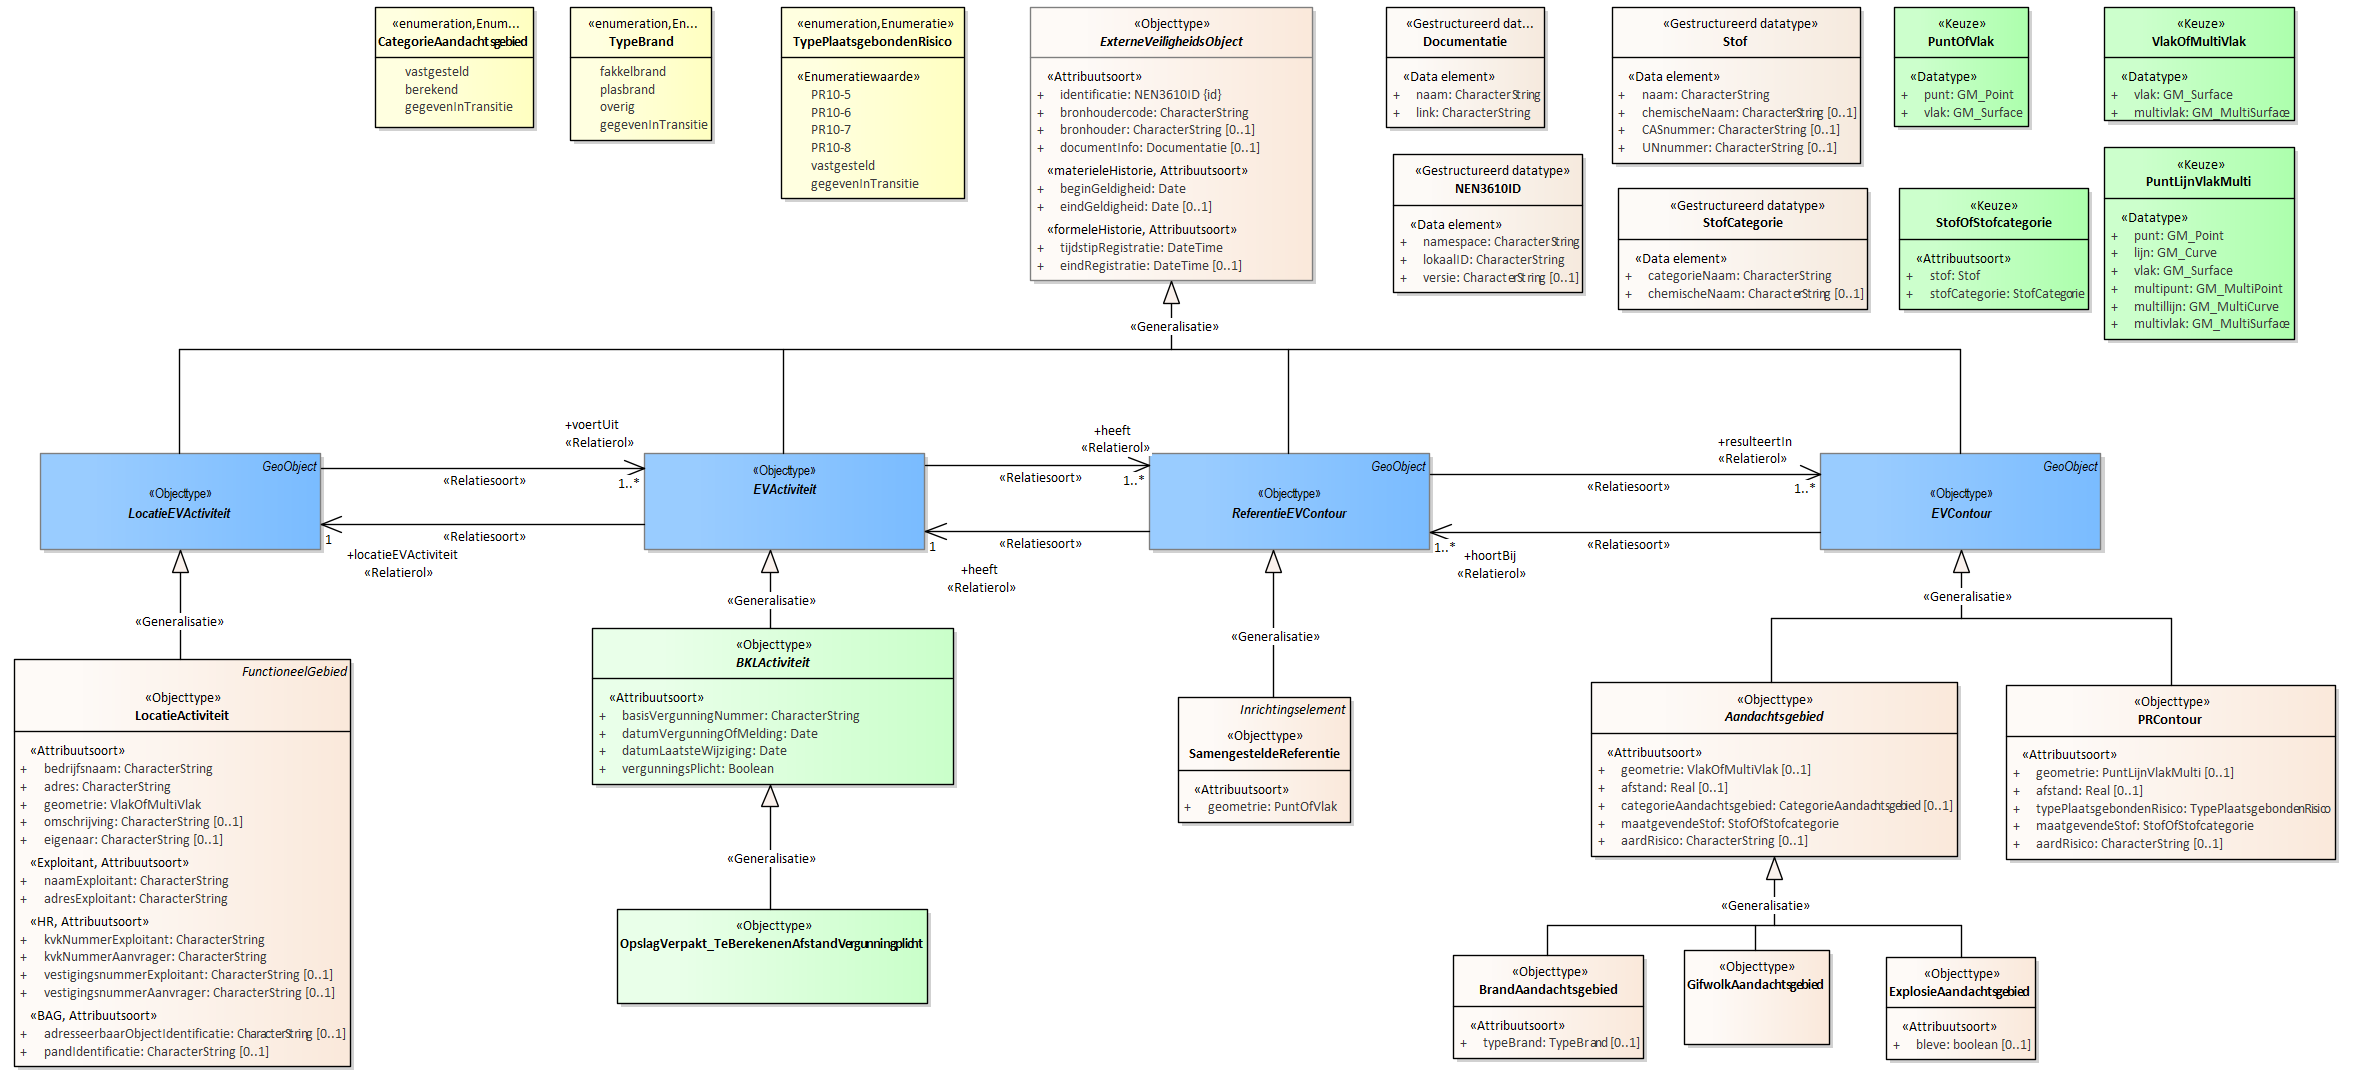 «enumeration,Enum...
CategorieAandachtsgebied
vastgesteld
berekend
gegevenInTransitie
«enumeration,En...
TypeBrand
fakkelbrand
plasbrand
overig
gegevenInTransitie
«enumeration,Enumeratie»
TypePlaatsgebondenRisico
«Enumeratiewaarde»
PR10-5
PR10-6
PR10-7
PR10-8
vastgesteld
gegevenInTransitie
«Objecttype»
ExterneVeiligheidsObject
«Attribuutsoort»
+ identificatie: NEN3610ID {id}
+ bronhoudercode: CharacterString
+ bronhouder: CharacterString [0..1]
+ documentInfo: Documentatie [0..1]
«materieleHistorie, Attribuutsoort»
+ beginGeldigheid: Date
+ eindGeldigheid: Date [0..1]
«formeleHistorie, Attribuutsoort»
+ tijdstipRegistratie: DateTime
+ eindRegistratie: DateTime [0..1]
«Gestructureerd dat...
Documentatie
«Data element»
+ naam: CharacterString
+ link: CharacterString
«Gestructureerd datatype»
NEN3610ID
«Data element»
+ namespace: CharacterString
+ lokaalID: CharacterString
+ versie: CharacterString [0..1]
«Gestructureerd datatype»
Stof
«Data element»
+ naam: CharacterString
+ chemischeNaam: CharacterString [0..1]
+ CASnummer: CharacterString [0..1]
+ UNnummer: CharacterString [0..1]
«Gestructureerd datatype»
StofCategorie
«Data element»
+ categorieNaam: CharacterString
+ chemischeNaam: CharacterString [0..1]
«Keuze»
PuntOfVlak
«Datatype»
+ punt: GM_Point
+ vlak: GM_Surface
«Keuze»
StofOfStofcategorie
«Attribuutsoort»
+ stof: Stof
+ stofCategorie: StofCategorie
«Keuze»
VlakOfMultiVlak
«Datatype»
+ vlak: GM_Surface
+ multivlak: GM_MultiSurface
«Keuze»
PuntLijnVlakMulti
«Datatype»
+ punt: GM_Point
+ lijn: GM_Curve
+ vlak: GM_Surface
+ multipunt: GM_MultiPoint
+ multilijn: GM_MultiCurve
+ multivlak: GM_MultiSurface
«Generalisatie»
GeoObject
«Objecttype»
LocatieEVActiviteit
+voertUit
«Relatierol»
«Relatiesoort»
1..*
«Relatiesoort»
1
+locatieEVActiviteit
«Relatierol»
«Objecttype»
EVActiviteit
+heeft
«Relatierol»
«Relatiesoort»
1..*
«Relatiesoort»
1
+heeft
«Relatierol»
GeoObject
«Objecttype»
ReferentieEVContour
+resulteertIn
«Relatierol»
«Relatiesoort»
1..*
«Relatiesoort»
1..*
+hoortBij
«Relatierol»
GeoObject
«Objecttype»
EVContour
«Generalisatie»
«Generalisatie»
«Generalisatie»
«Generalisatie»
FunctioneelGebied
«Objecttype»
LocatieActiviteit
«Attribuutsoort»
+ bedrijfsnaam: CharacterString
+ adres: CharacterString
+ geometrie: VlakOfMultiVlak
+ omschrijving: CharacterString [0..1]
+ eigenaar: CharacterString [0..1]
«Exploitant, Attribuutsoort»
+ naamExploitant: CharacterString
+ adresExploitant: CharacterString
«HR, Attribuutsoort»
+ kvkNummerExploitant: CharacterString
+ kvkNummerAanvrager: CharacterString
+ vestigingsnummerExploitant: CharacterString [0..1]
+ vestigingsnummerAanvrager: CharacterString [0..1]
«BAG, Attribuutsoort»
+ adresseerbaarObjectIdentificatie: CharacterString [0..1]
+ pandIdentificatie: CharacterString [0..1]
«Objecttype»
BKLActiviteit
«Attribuutsoort»
+ basisVergunningNummer: CharacterString
+ datumVergunningOfMelding: Date
+ datumLaatsteWijziging: Date
+ vergunningsPlicht: Boolean
«Generalisatie»
«Objecttype»
OpslagVerpakt_TeBerekenenAfstandVergunningplicht
Inrichtingselement
«Objecttype»
SamengesteldeReferentie
«Attribuutsoort»
+ geometrie: PuntOfVlak
«Objecttype»
Aandachtsgebied
«Attribuutsoort»
+ geometrie: VlakOfMultiVlak [0..1]
+ afstand: Real [0..1]
+ categorieAandachtsgebied: CategorieAandachtsgebied [0..1]
+ maatgevendeStof: StofOfStofcategorie
+ aardRisico: CharacterString [0..1]
«Objecttype»
PRContour
«Attribuutsoort»
+ geometrie: PuntLijnVlakMulti [0..1]
+ afstand: Real [0..1]
+ typePlaatsgebondenRisico: TypePlaatsgebondenRisico
+ maatgevendeStof: StofOfStofcategorie
+ aardRisico: CharacterString [0..1]
«Generalisatie»
«Objecttype»
BrandAandachtsgebied
«Attribuutsoort»
+ typeBrand: TypeBrand [0..1]
«Objecttype»
GifwolkAandachtsgebied
«Objecttype»
ExplosieAandachtsgebied
«Attribuutsoort»
+ bleve: boolean [0..1]